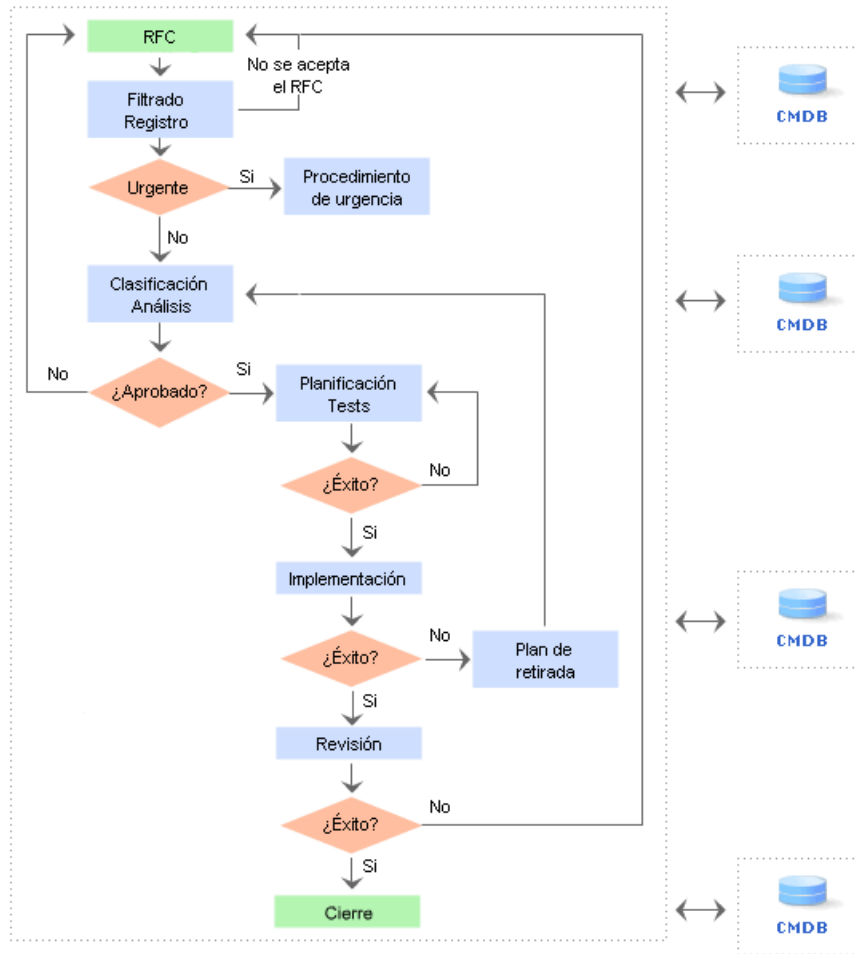 RFC
No se acepta
el RFC
Filtrado
Registro
CMDB
Urgente
Si
Procedimiento
de urgencia
No
Clasificación
Análisis
CMDB
No
¿Aprobado?
Si
Planificación
Tests
¿Éxito?
No
Si
Implementación
CMDB
¿Éxito?
No
Plan de
retirada
Si
Revisión
¿Éxito?
No
Si
Cierre
CMDB